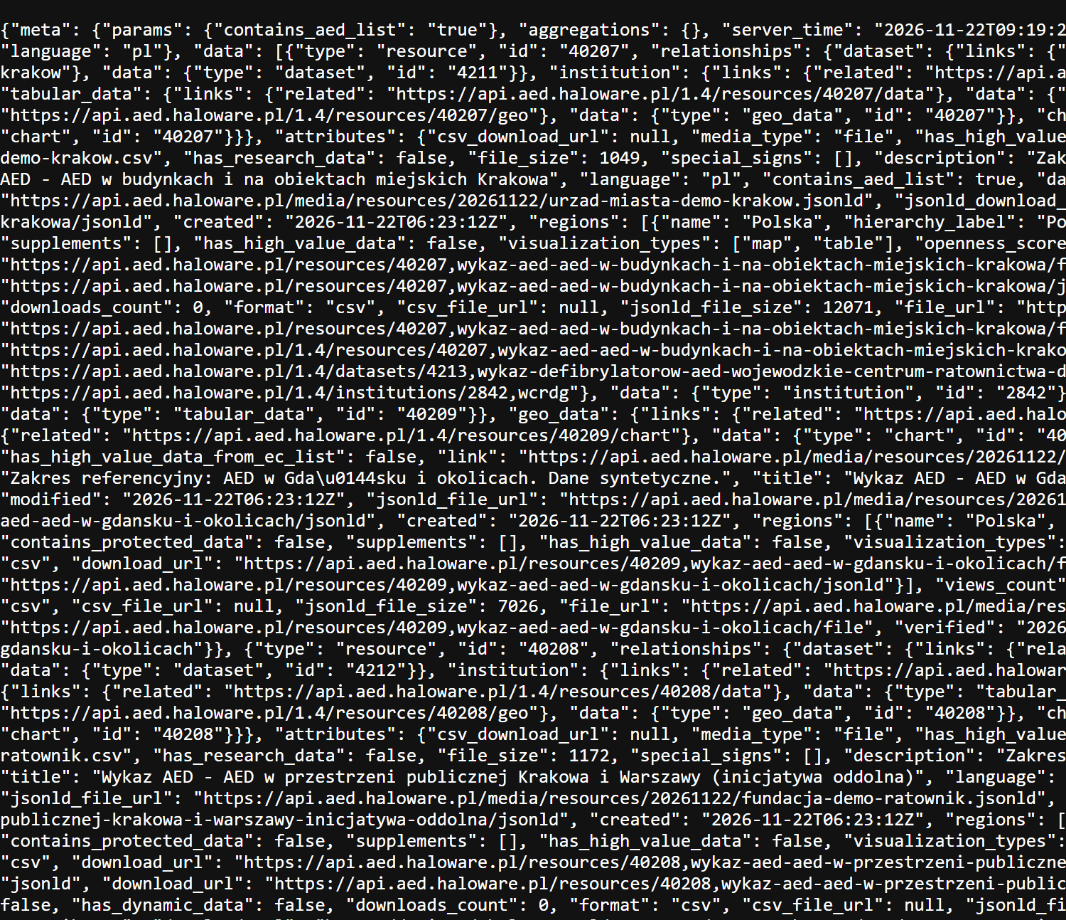 {"meta": {"params": {"contains_aed_list": "true"}, "aggregations": {}, "server_time": "2026-11-22T09:19:2
"language": "pl"}, "data": [{"type": "resource", "id": "40207", "relationships": {"dataset": {"links": {"
krakow"}, "data": {"type": "dataset", "id": "4211"}}, "institution": {"links": {"related": "https://api.a
"tabular_data": {"links": {"related": "https://api.aed.haloware.pl/1.4/resources/40207/data"}, "data": {"
"https://api.aed.haloware.pl/1.4/resources/40207/geo"}, "data": {"type": "geo_data", "id": "40207"}}, "ch
"chart", "id": "40207"}}}, "attributes": {"csv_download_url": null, "media_type": "file", "has_high_value
demo-krakow.csv", "has_research_data": false, "file_size": 1049, "special_signs": [], "description": "Zak
AED - AED w budynkach i na obiektach miejskich Krakowa", "language": "pl", "contains_aed_list": true, "da
"https://api.aed.haloware.pl/media/resources/20261122/urzad-miasta-demo-krakow.jsonld", "jsonld_download_
krakowa/jsonld", "created": "2026-11-22T06:23:12Z", "regions": [{"name": "Polska", "hierarchy_label": "Po
"supplements": [], "has_high_value_data": false, "visualization_types": ["map", "table"], "openness_score
"https://api.aed.haloware.pl/resources/40207,wykaz-aed-aed-w-budynkach-i-na-obiektach-miejskich-krakowa/f
"https://api.aed.haloware.pl/resources/40207,wykaz-aed-aed-w-budynkach-i-na-obiektach-miejskich-krakowa/j
"downloads_count": 0, "format": "csv", "csv_file_url": null, "jsonld_file_size": 12071, "file_url": "http
"https://api.aed.haloware.pl/resources/40207,wykaz-aed-aed-w-budynkach-i-na-obiektach-miejskich-krakowa/f
"https://api.aed.haloware.pl/1.4/resources/40207,wykaz-aed-aed-w-budynkach-i-na-obiektach-miejskich-krako
"https://api.aed.haloware.pl/1.4/datasets/4213,wykaz-defibrylatorow-aed-wojewodzkie-centrum-ratownictwa-d
"https://api.aed.haloware.pl/1.4/institutions/2842,wcrdg"}, "data": {"type": "institution", "id": "2842"}
"data": {"type": "tabular_data", "id": "40209"}}, "geo_data": {"links": {"related": "https://api.aed.halo
{"related": "https://api.aed.haloware.pl/1.4/resources/40209/chart"}, "data": {"type": "chart", "id": "40
"has_high_value_data_from_ec_list": false, "link": "https://api.aed.haloware.pl/media/resources/20261122/
"Zakres referencyjny: AED w Gda\u0144sku i okolicach. Dane syntetyczne.", "title": "Wykaz AED - AED w Gda
"modified": "2026-11-22T06:23:12Z", "jsonld_file_url": "https://api.aed.haloware.pl/media/resources/20261
aed-aed-w-gdansku-i-okolicach/jsonld", "created": "2026-11-22T06:23:12Z", "regions": [{"name": "Polska",
"contains_protected_data": false, "supplements": [], "has_high_value_data": false, "visualization_types":
"csv", "download_url": "https://api.aed.haloware.pl/resources/40209,wykaz-aed-aed-w-gdansku-i-okolicach/f
"https://api.aed.haloware.pl/resources/40209,wykaz-aed-aed-w-gdansku-i-okolicach/jsonld"}], "views_count"
"csv", "csv_file_url": null, "jsonld_file_size": 7026, "file_url": "https://api.aed.haloware.pl/media/res
"https://api.aed.haloware.pl/resources/40209,wykaz-aed-aed-w-gdansku-i-okolicach/file", "verified": "2026
gdansku-i-okolicach"}}, {"type": "resource", "id": "40208", "relationships": {"dataset": {"links": {"rela
"data": {"type": "dataset", "id": "4212"}}, "institution": {"links": {"related": "https://api.aed.halowar
{"links": {"related": "https://api.aed.haloware.pl/1.4/resources/40208/data"}, "data": {"type": "tabular_
"https://api.aed.haloware.pl/1.4/resources/40208/geo"}, "data": {"type": "geo_data", "id": "40208"}}, "ch
"chart", "id": "40208"}}}, "attributes": {"csv_download_url": null, "media_type": "file", "has_high_value
ratownik.csv", "has_research_data": false, "file_size": 1172, "special_signs": [], "description": "Zakres
"title": "Wykaz AED - AED w przestrzeni publicznej Krakowa i Warszawy (inicjatywa oddolna)", "language":
"jsonld_file_url": "https://api.aed.haloware.pl/media/resources/20261122/fundacja-demo-ratownik.jsonld",
publicznej-krakowa-i-warszawy-inicjatywa-oddolna/jsonld", "created": "2026-11-22T06:23:12Z", "regions": [
"contains_protected_data": false, "supplements": [], "has_high_value_data": false, "visualization_types":
"csv", "download_url": "https://api.aed.haloware.pl/resources/40208,wykaz-aed-aed-w-przestrzeni-publiczne
"jsonld", "download_url": "https://api.aed.haloware.pl/resources/40208,wykaz-aed-aed-w-przestrzeni-public
false, "has_dynamic_data": false, "downloads_count": 0, "format": "csv", "csv_file_url": null, "jsonld_fi